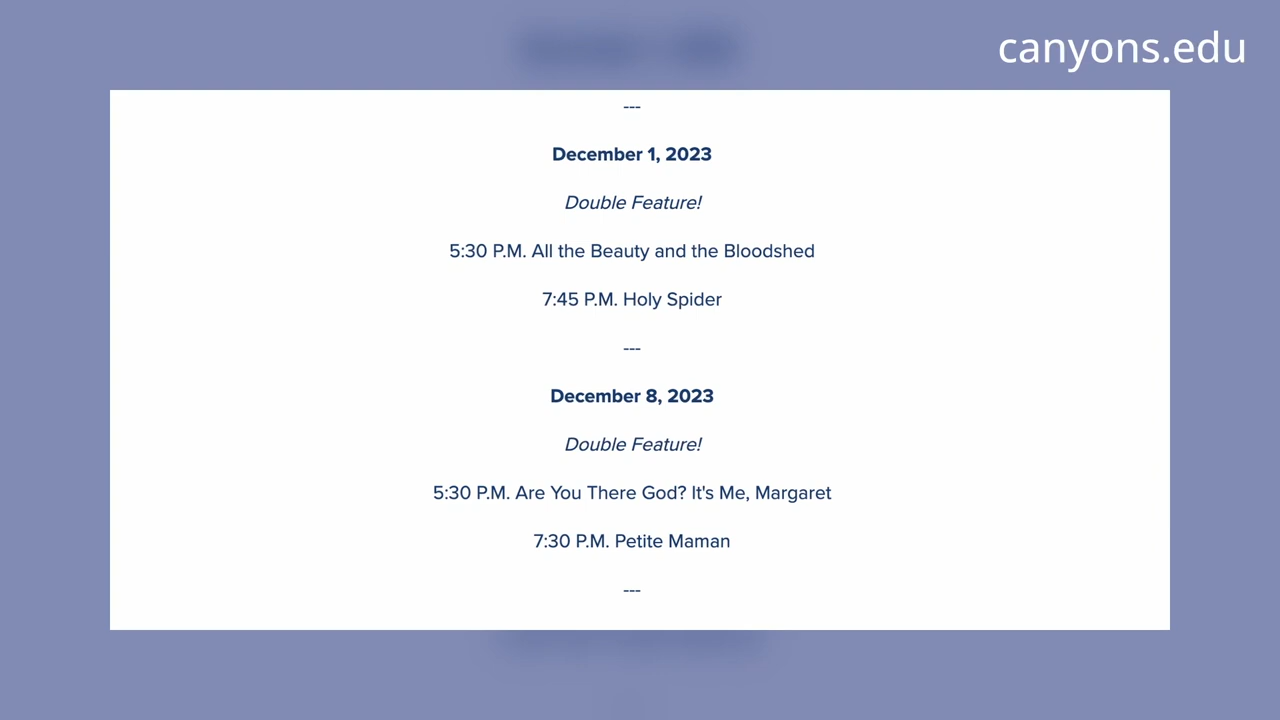 canyons.edu
---
December 1, 2023
Double Feature!
5:30 P.M. All the Beauty and the Bloodshed
7:45 P.M. Holy Spider
---
December 8, 2023
Double Feature!
5:30 P.M. Are You There God? It's Me, Margaret
7:30 P.M. Petite Maman
---